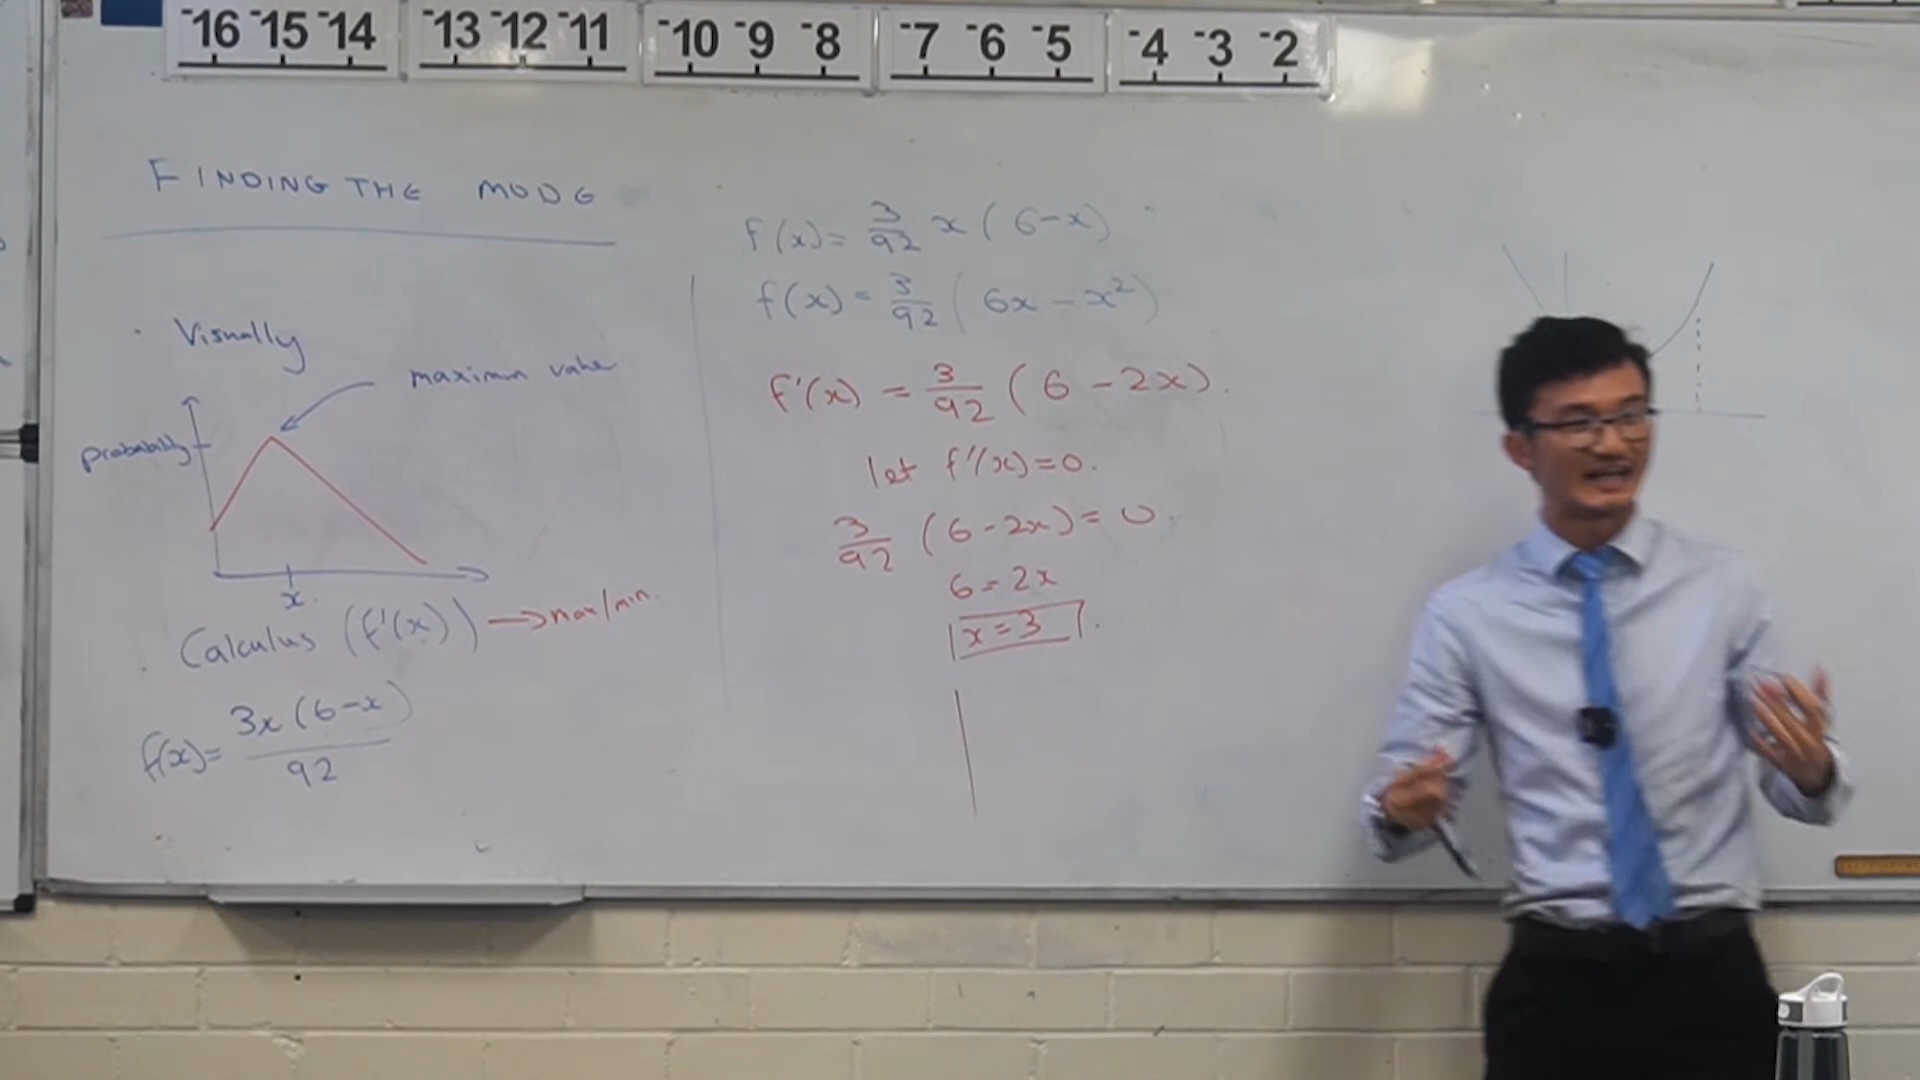 -16 -15 -14 -13 -12 -11 -10 -9 -8 -7 -6 -5 -4 -3 -2
FINDING THE MODE
· Visually
maximum value
probability
x
· Calculus (f'(x)) → max/min.
f(x) = 3x(6-x) / 92
f(x) = 3/92 x(6-x)
f(x) = 3/92 (6x - x²)
f'(x) = 3/92 (6 - 2x).
let f'(x)=0.
3/92 (6-2x) = 0.
6 = 2x
x = 3.